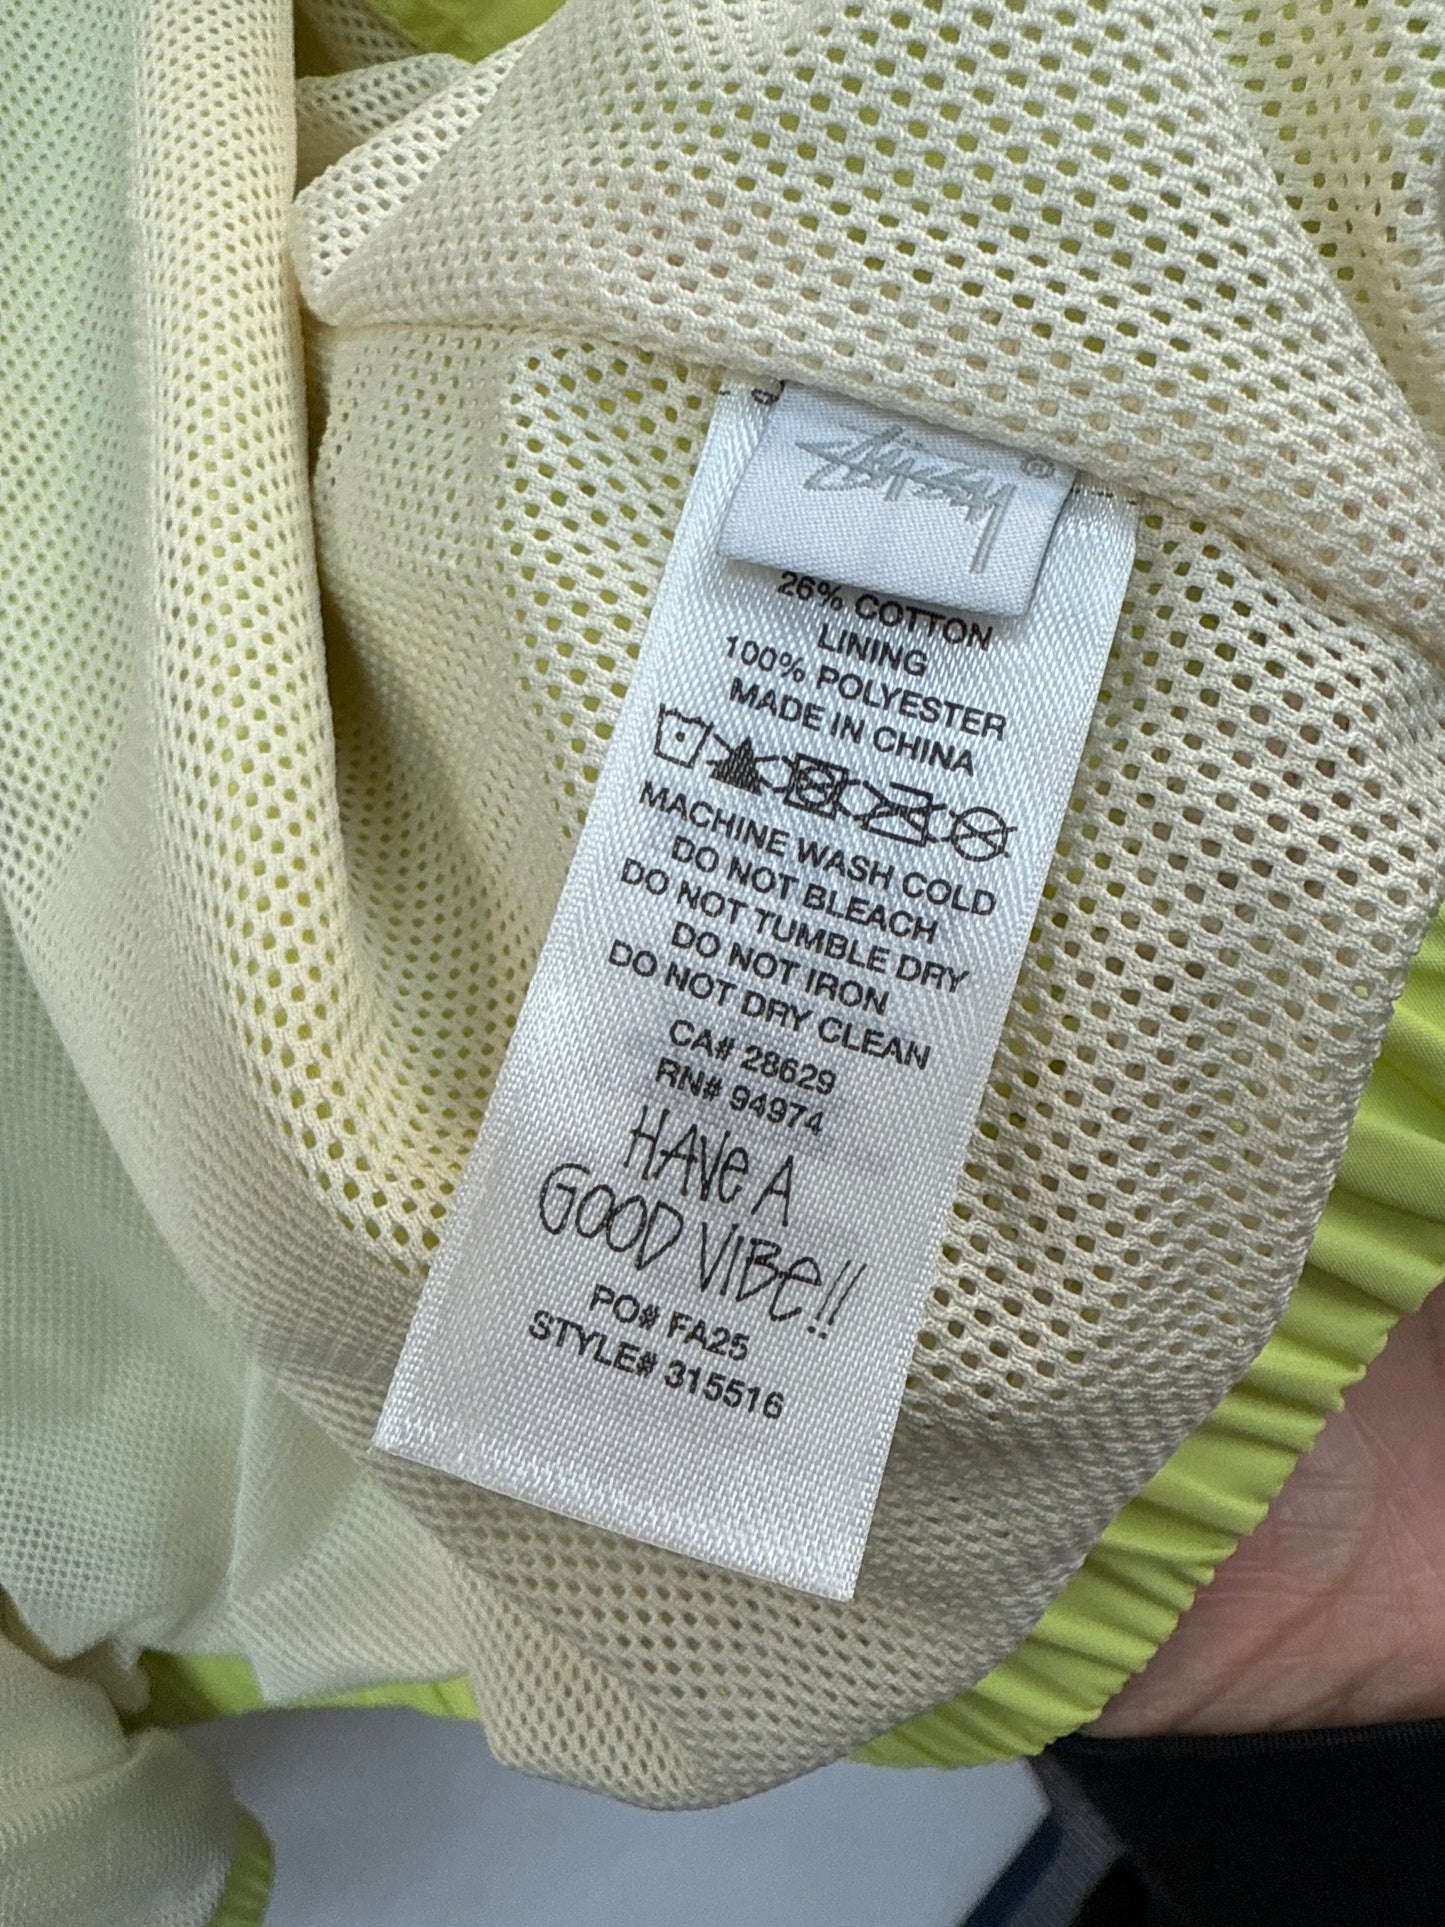 Stüssy®
26% COTTON
LINING
100% POLYESTER
MADE IN CHINA
MACHINE WASH COLD
DO NOT BLEACH
DO NOT TUMBLE DRY
DO NOT IRON
DO NOT DRY CLEAN
CA# 28629
RN# 94974
HAVE A
GOOD VIBE!!
PO# FA25
STYLE# 315516